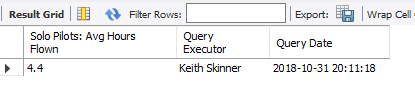 Result Grid Filter Rows: Export: Wrap Cell
Solo Pilots: Avg Hours Flown Query Executor Query Date
4.4 Keith Skinner 2018-10-31 20:11:18